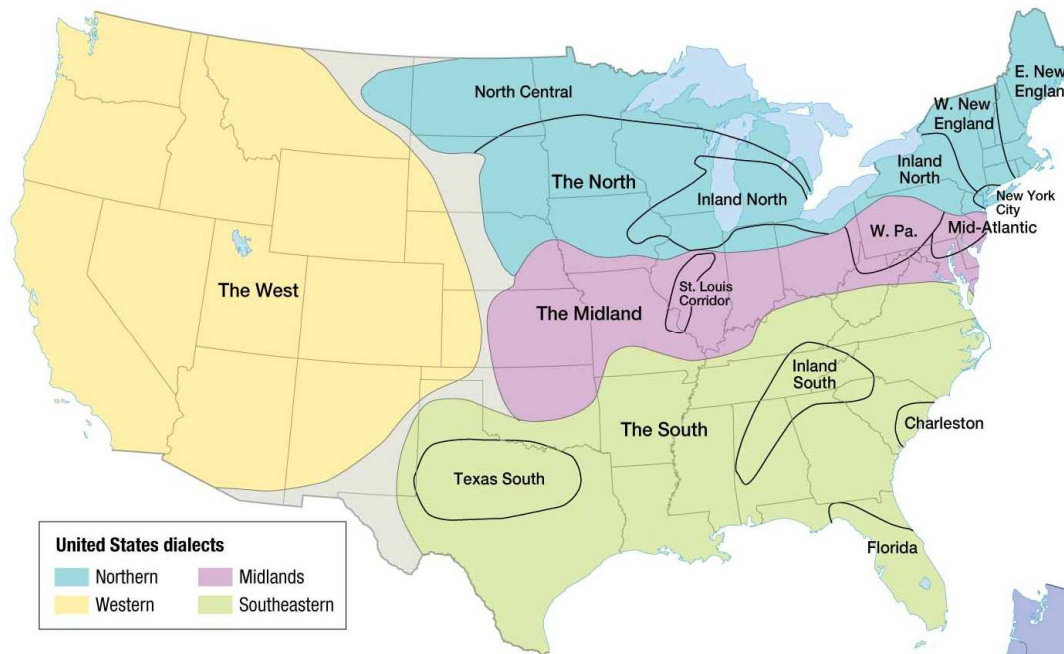 E. New
England
North Central
W. New
England
The North
Inland
North
Inland North
New York
City
W. Pa.
Mid-Atlantic
The West
St. Louis
Corridor
The Midland
Inland
South
The South
Charleston
Texas South
Florida
United States dialects
Northern
Midlands
Western
Southeastern